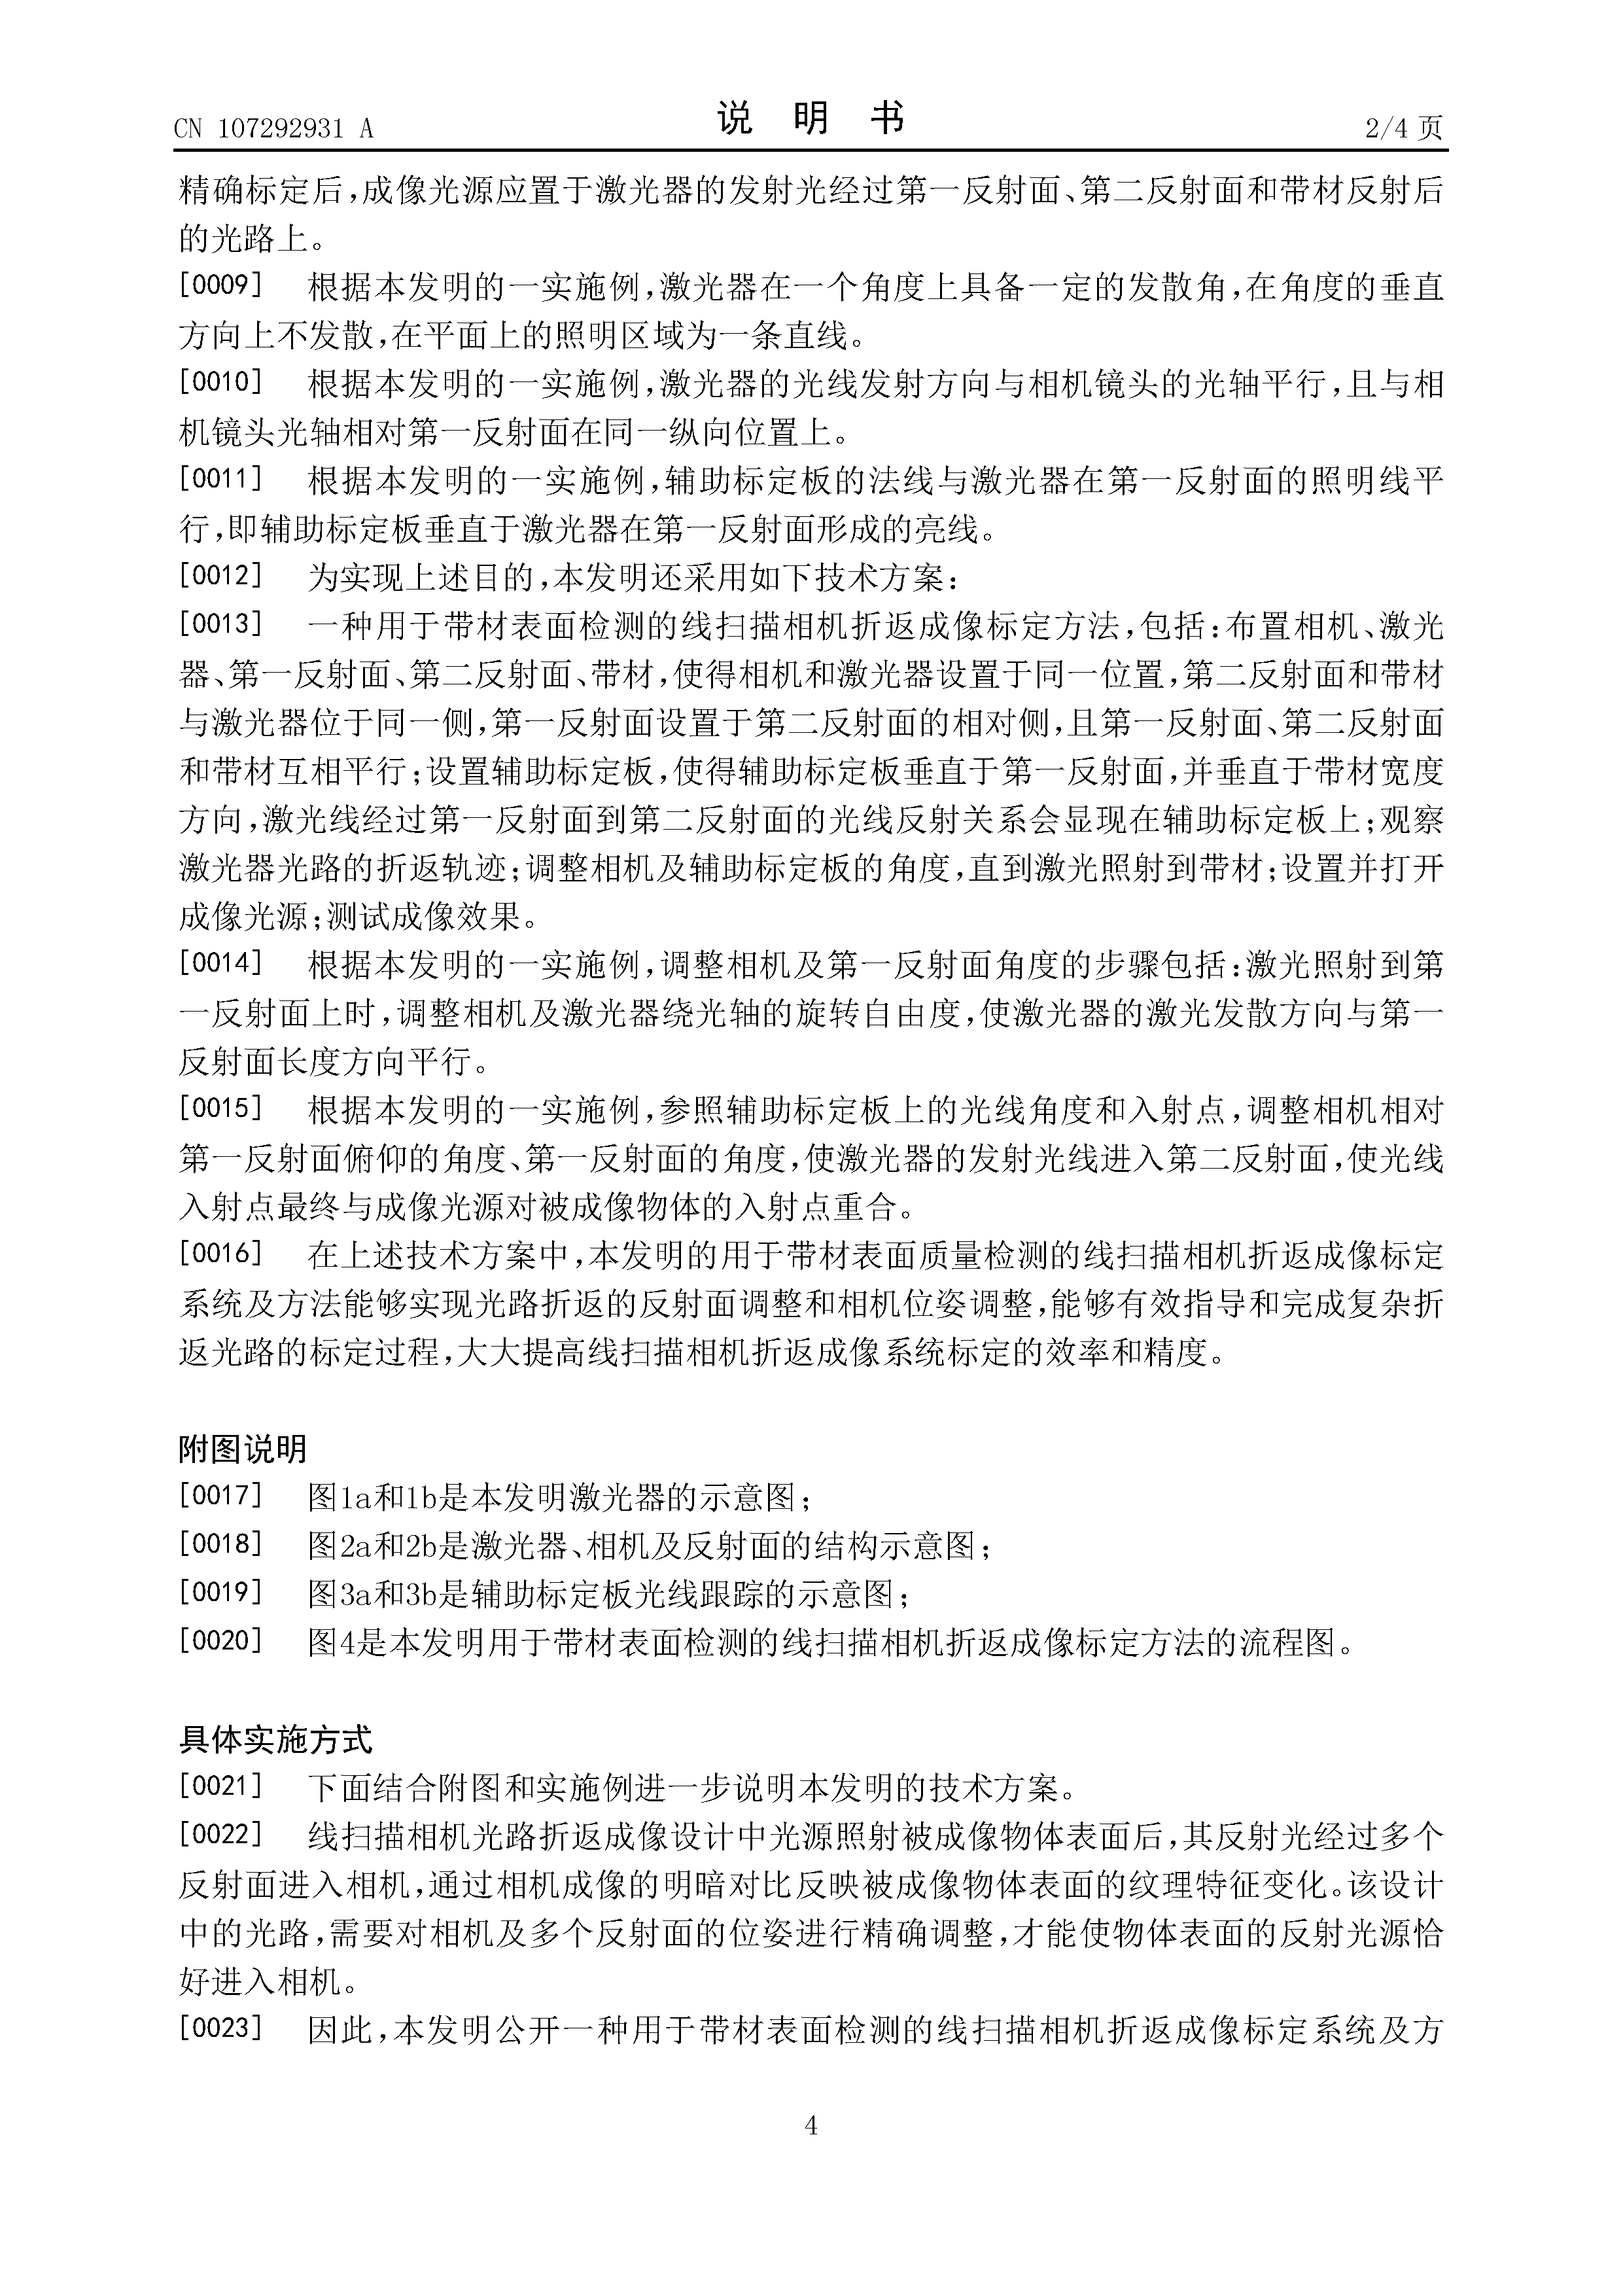 CN 107292931 A
说 明 书
2/4 页
精确标定后,成像光源应置于激光器的发射光经过第一反射面、第二反射面和带材反射后
的光路上。
[0009] 根据本发明的一实施例,激光器在一个角度上具备一定的发散角,在角度的垂直
方向上不发散,在平面上的照明区域为一条直线。
[0010] 根据本发明的一实施例,激光器的光线发射方向与相机镜头的光轴平行,且与相
机镜头光轴相对第一反射面在同一纵向位置上。
[0011] 根据本发明的一实施例,辅助标定板的法线与激光器在第一反射面的照明线平
行,即辅助标定板垂直于激光器在第一反射面形成的亮线。
[0012] 为实现上述目的,本发明还采用如下技术方案:
[0013] 一种用于带材表面检测的线扫描相机折返成像标定方法,包括:布置相机、激光
器、第一反射面、第二反射面、带材,使得相机和激光器设置于同一位置,第二反射面和带材
与激光器位于同一侧,第一反射面设置于第二反射面的相对侧,且第一反射面、第二反射面
和带材互相平行;设置辅助标定板,使得辅助标定板垂直于第一反射面,并垂直于带材宽度
方向,激光线经过第一反射面到第二反射面的光线反射关系会显现在辅助标定板上;观察
激光器光路的折返轨迹;调整相机及辅助标定板的角度,直到激光照射到带材;设置并打开
成像光源;测试成像效果。
[0014] 根据本发明的一实施例,调整相机及第一反射面角度的步骤包括:激光照射到第
一反射面上时,调整相机及激光器绕光轴的旋转自由度,使激光器的激光发散方向与第一
反射面长度方向平行。
[0015] 根据本发明的一实施例,参照辅助标定板上的光线角度和入射点,调整相机相对
第一反射面俯仰的角度、第一反射面的角度,使激光器的发射光线进入第二反射面,使光线
入射点最终与成像光源对被成像物体的入射点重合。
[0016] 在上述技术方案中,本发明的用于带材表面质量检测的线扫描相机折返成像标定
系统及方法能够实现光路折返的反射面调整和相机位姿调整,能够有效指导和完成复杂折
返光路的标定过程,大大提高线扫描相机折返成像系统标定的效率和精度。
附图说明
[0017] 图1a和1b是本发明激光器的示意图;
[0018] 图2a和2b是激光器、相机及反射面的结构示意图;
[0019] 图3a和3b是辅助标定板光线跟踪的示意图;
[0020] 图4是本发明用于带材表面检测的线扫描相机折返成像标定方法的流程图。
具体实施方式
[0021] 下面结合附图和实施例进一步说明本发明的技术方案。
[0022] 线扫描相机光路折返成像设计中光源照射被成像物体表面后,其反射光经过多个
反射面进入相机,通过相机成像的明暗对比反映被成像物体表面的纹理特征变化。该设计
中的光路,需要对相机及多个反射面的位姿进行精确调整,才能使物体表面的反射光源恰
好进入相机。
[0023] 因此,本发明公开一种用于带材表面检测的线扫描相机折返成像标定系统及方
4